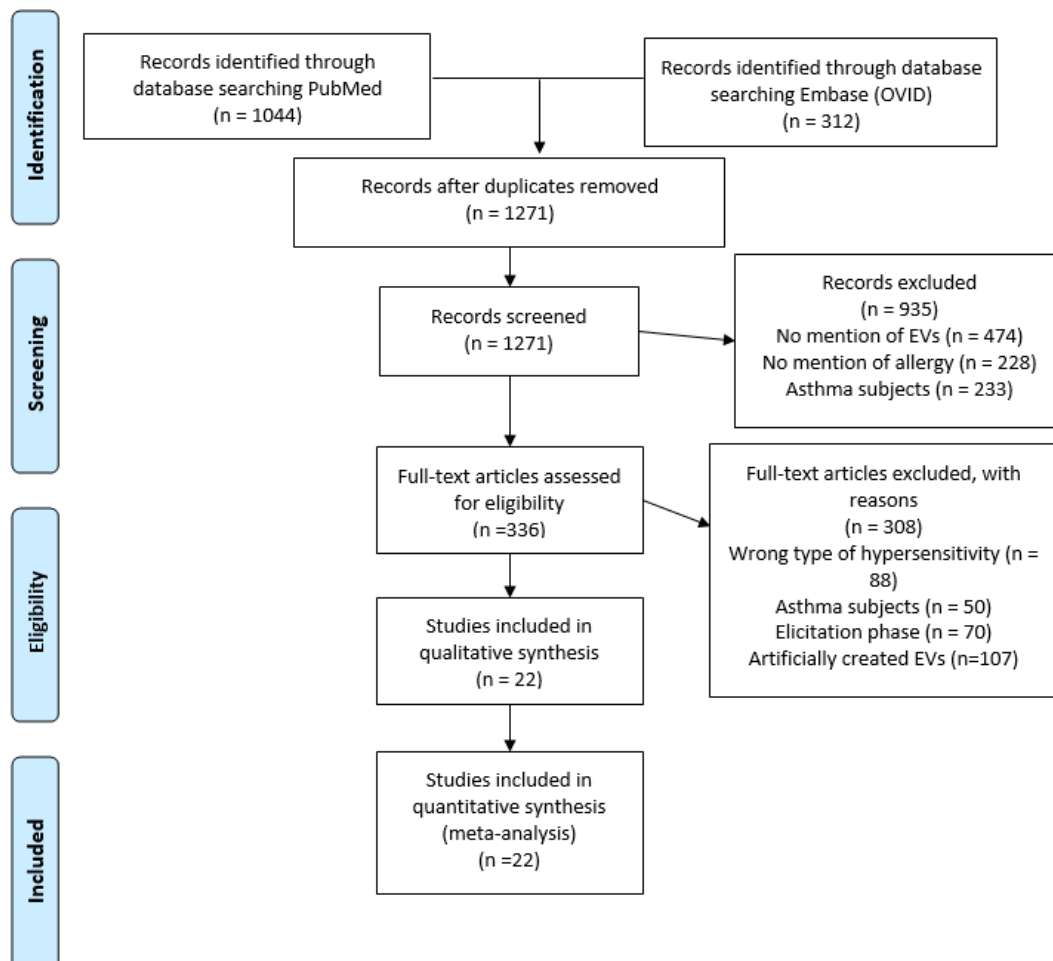 Identification
Records identified through
database searching PubMed
(n = 1044)
Records identified through database
searching Embase (OVID)
(n = 312)
Records after duplicates removed
(n = 1271)
Screening
Records screened
(n = 1271)
Records excluded
(n = 935)
No mention of EVs (n = 474)
No mention of allergy (n = 228)
Asthma subjects (n = 233)
Eligibility
Full-text articles assessed
for eligibility
(n =336)
Full-text articles excluded, with
reasons
(n = 308)
Wrong type of hypersensitivity (n =
88)
Asthma subjects (n = 50)
Elicitation phase (n = 70)
Artificially created EVs (n=107)
Studies included in
qualitative synthesis
(n = 22)
Included
Studies included in
quantitative synthesis
(meta-analysis)
(n =22)